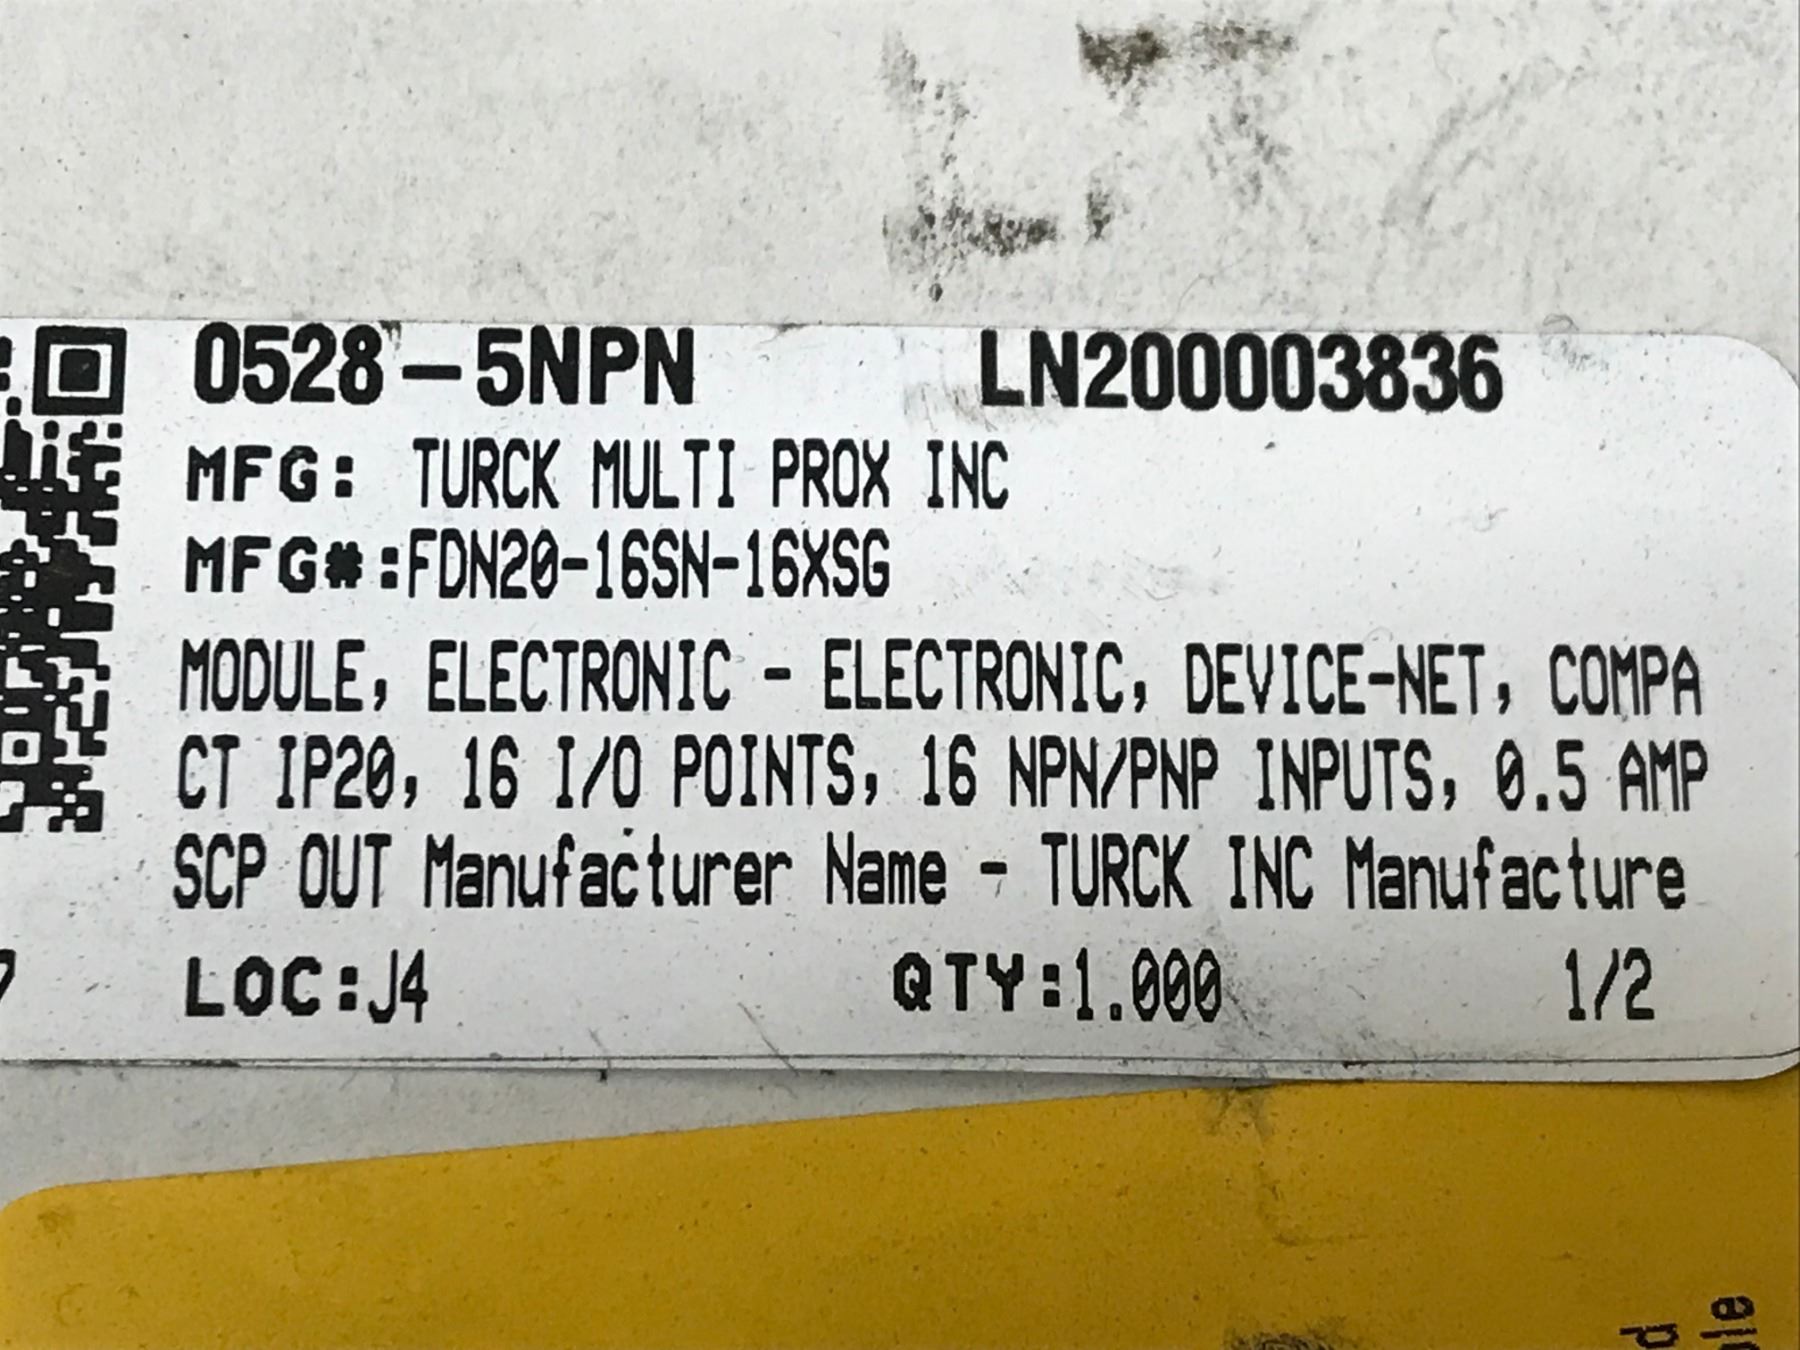 0528-5NPN LN200003836
MFG: TURCK MULTI PROX INC
MFG#:FDN20-16SN-16XSG
MODULE, ELECTRONIC - ELECTRONIC, DEVICE-NET, COMPA
CT IP20, 16 I/O POINTS, 16 NPN/PNP INPUTS, 0.5 AMP
SCP OUT Manufacturer Name - TURCK INC Manufacture
LOC:J4 QTY:1.000 1/2